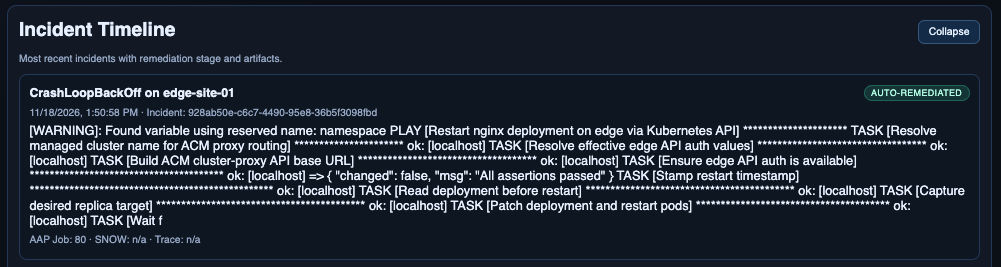 Incident Timeline
Collapse
Most recent incidents with remediation stage and artifacts.
CrashLoopBackOff on edge-site-01
AUTO-REMEDIATED
11/18/2026, 1:50:58 PM · Incident: 928ab50e-c6c7-4490-95e8-36b5f3098fbd
[WARNING]: Found variable using reserved name: namespace PLAY [Restart nginx deployment on edge via Kubernetes API] ********************* TASK [Resolve
managed cluster name for ACM proxy routing] ********************** ok: [localhost] TASK [Resolve effective edge API auth values] ********************************** ok:
[localhost] TASK [Build ACM cluster-proxy API base URL] ************************************ ok: [localhost] TASK [Ensure edge API auth is available]
*************************************** ok: [localhost] => { "changed": false, "msg": "All assertions passed" } TASK [Stamp restart timestamp]
************************************************* ok: [localhost] TASK [Read deployment before restart] ****************************************** ok: [localhost] TASK [Capture
desired replica target] ****************************************** ok: [localhost] TASK [Patch deployment and restart pods] *************************************** ok:
[localhost] TASK [Wait f
AAP Job: 80 · SNOW: n/a · Trace: n/a